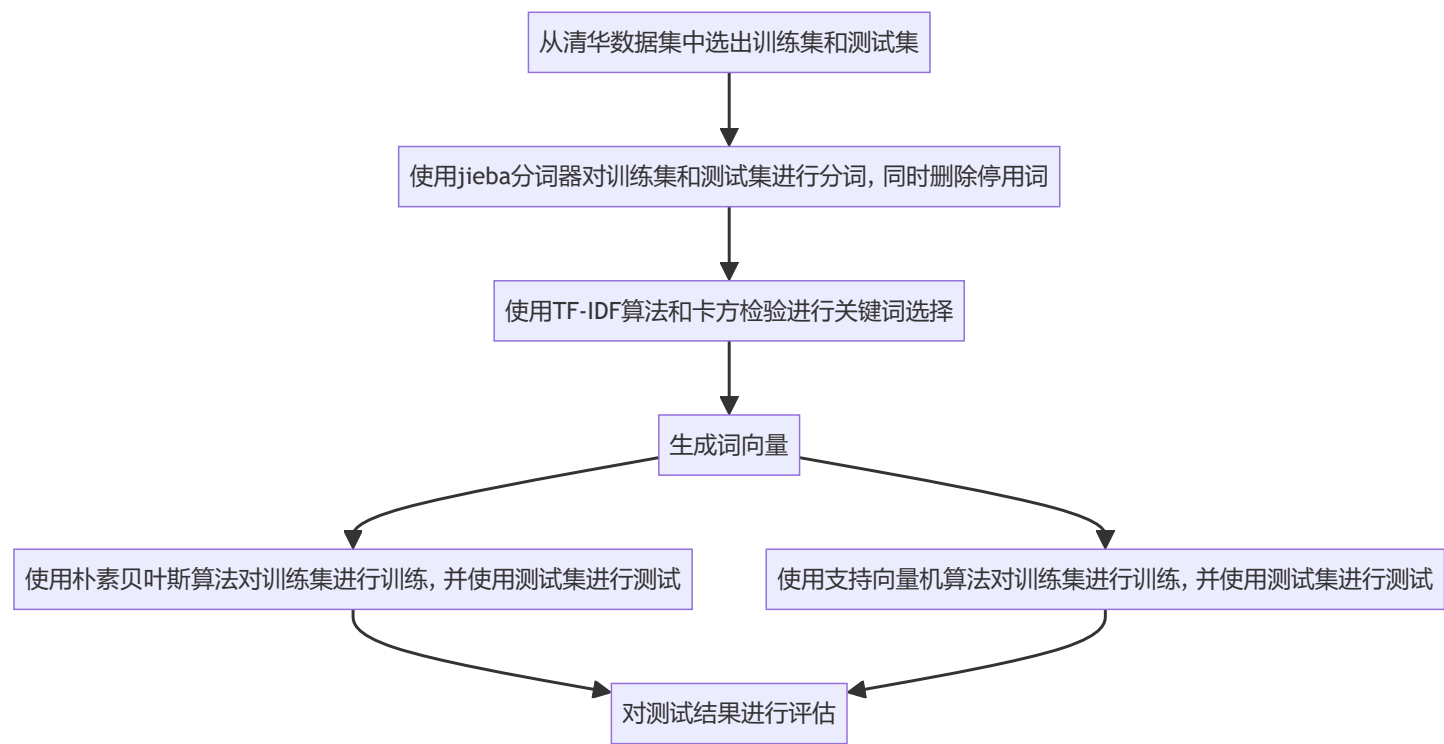 从清华数据集中选出训练集和测试集
使用jieba分词器对训练集和测试集进行分词, 同时删除停用词
使用TF-IDF算法和卡方检验进行关键词选择
生成词向量
使用朴素贝叶斯算法对训练集进行训练, 并使用测试集进行测试
使用支持向量机算法对训练集进行训练, 并使用测试集进行测试
对测试结果进行评估